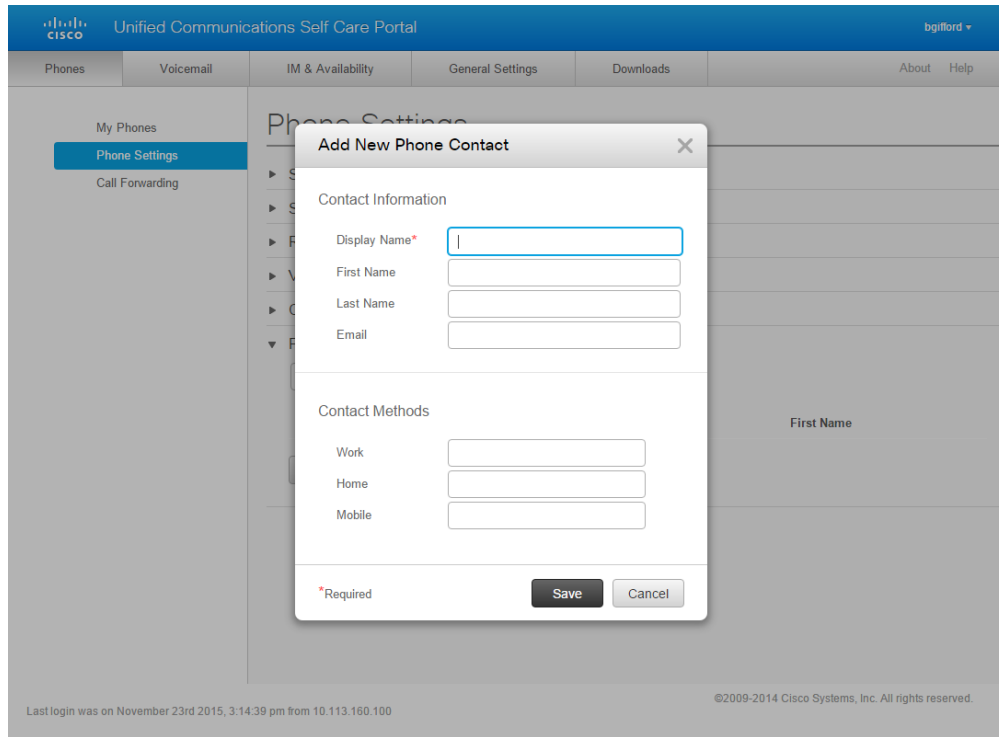 CISCO Unified Communications Self Care Portal bgifford
Phones Voicemail IM & Availability General Settings Downloads About Help
My Phones
Phone Settings
Call Forwarding
Phone Settings
Add New Phone Contact
Contact Information
Display Name*
First Name
Last Name
Email
Contact Methods
Work
Home
Mobile
*Required Save Cancel
First Name
©2009-2014 Cisco Systems, Inc. All rights reserved.
Last login was on November 23rd 2015, 3:14:39 pm from 10.113.160.100